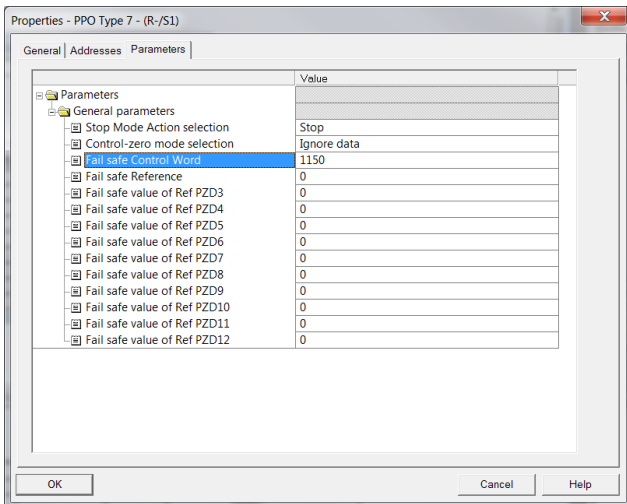 Properties - PPO Type 7 - (R-/S1)
General Addresses Parameters
Value
Parameters
General parameters
Stop Mode Action selection Stop
Control-zero mode selection Ignore data
Fail safe Control Word 1150
Fail safe Reference 0
Fail safe value of Ref PZD3 0
Fail safe value of Ref PZD4 0
Fail safe value of Ref PZD5 0
Fail safe value of Ref PZD6 0
Fail safe value of Ref PZD7 0
Fail safe value of Ref PZD8 0
Fail safe value of Ref PZD9 0
Fail safe value of Ref PZD10 0
Fail safe value of Ref PZD11 0
Fail safe value of Ref PZD12 0
OK Cancel Help